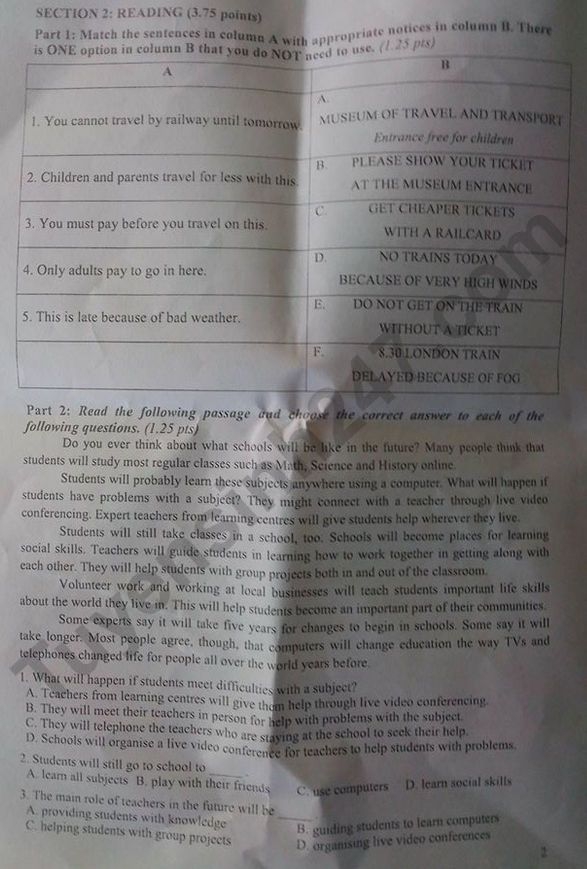 SECTION 2: READING (3.75 points)
Part 1: Match the sentences in column A with appropriate notices in column B. There
is ONE option in column B that you do NOT need to use. (1.25 pts)
A
B
1. You cannot travel by railway until tomorrow.
A.
MUSEUM OF TRAVEL AND TRANSPORT
Entrance free for children
2. Children and parents travel for less with this.
B. PLEASE SHOW YOUR TICKET
AT THE MUSEUM ENTRANCE
3. You must pay before you travel on this.
C. GET CHEAPER TICKETS
WITH A RAILCARD
4. Only adults pay to go in here.
D. NO TRAINS TODAY
BECAUSE OF VERY HIGH WINDS
5. This is late because of bad weather.
E. DO NOT GET ON THE TRAIN
WITHOUT A TICKET
F. 8.30 LONDON TRAIN
DELAYED BECAUSE OF FOG
Part 2: Read the following passage and choose the correct answer to each of the
following questions. (1.25 pts)
Do you ever think about what schools will be like in the future? Many people think that
students will study most regular classes such as Math, Science and History online.
Students will probably learn these subjects anywhere using a computer. What will happen if
students have problems with a subject? They might connect with a teacher through live video
conferencing. Expert teachers from learning centres will give students help wherever they live.
Students will still take classes in a school, too. Schools will become places for learning
social skills. Teachers will guide students in learning how to work together in getting along with
each other. They will help students with group projects both in and out of the classroom.
Volunteer work and working at local businesses will teach students important life skills
about the world they live in. This will help students become an important part of their communities.
Some experts say it will take five years for changes to begin in schools. Some say it will
take longer. Most people agree, though, that computers will change education the way TVs and
telephones changed life for people all over the world years before.
1. What will happen if students meet difficulties with a subject?
A. Teachers from learning centres will give them help through live video conferencing.
B. They will meet their teachers in person for help with problems with the subject.
C. They will telephone the teachers who are staying at the school to seek their help.
D. Schools will organise a live video conference for teachers to help students with problems.
2. Students will still go to school to ______.
A. learn all subjects B. play with their friends C. use computers D. learn social skills
3. The main role of teachers in the future will be ______.
A. providing students with knowledge B. guiding students to learn computers
C. helping students with group projects D. organising live video conferences
2